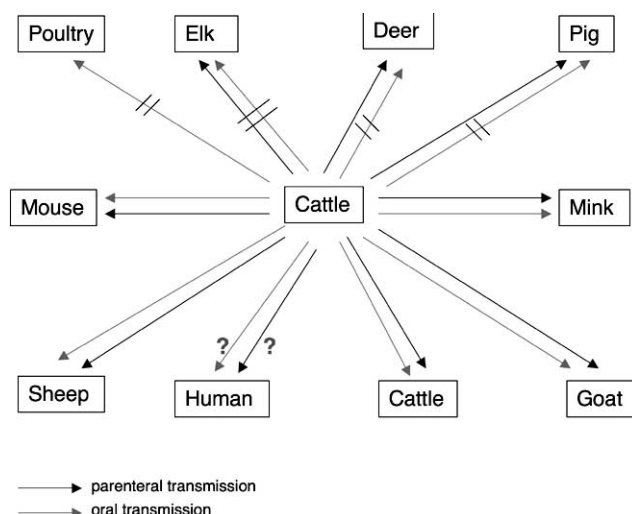 Poultry
Elk
Deer
Pig
Mouse
Cattle
Mink
? ?
Sheep
Human
Cattle
Goat
parenteral transmission
oral transmission